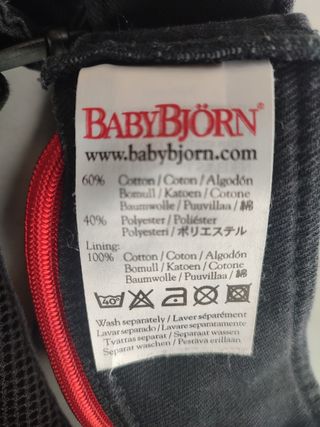 BABYBJÖRN®
www.babybjorn.com
60% Cotton / Coton / Algodón
Bomull / Katoen / Cotone
Baumwolle / Puuvillaa / 綿
40% Polyester / Poliéster
Polyesteri / ポリエステル
Lining:
100% Cotton / Coton / Algodón
Bomull / Katoen / Cotone
Baumwolle / Puuvillaa / 綿
40°
Wash separately / Laver séparément
Lavar separado / Lavare separatamente
Tvättas separat / Separaat wassen
Separat waschen / Pestävä erillään